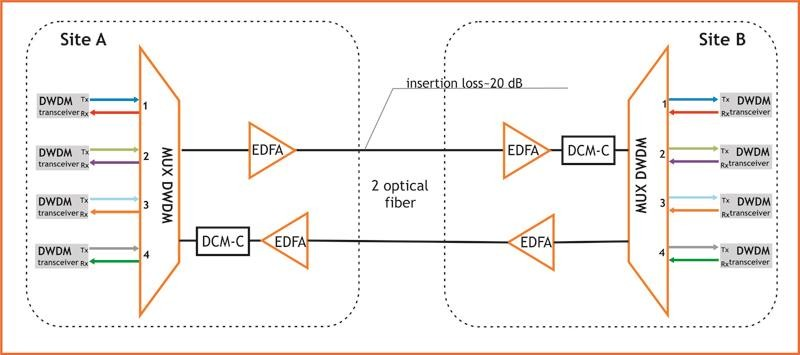 Site A
Site B
insertion loss~20 dB
DWDM Tx
transceiver Rx
1
DWDM Tx
transceiver Rx
2
DWDM Tx
transceiver Rx
3
DWDM Tx
transceiver Rx
4
MUX DWDM
EDFA
DCM-C
EDFA
2 optical
fiber
EDFA
DCM-C
EDFA
MUX DWDM
1
Tx DWDM
Rx transceiver
2
Tx DWDM
Rx transceiver
3
Tx DWDM
Rx transceiver
4
Tx DWDM
Rx transceiver